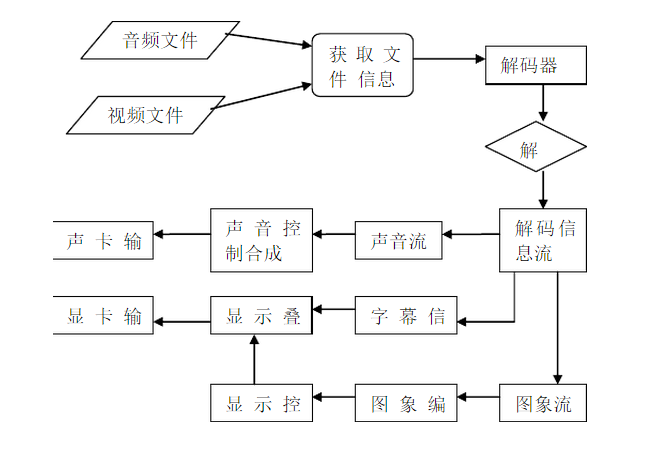 音频文件
获取文
件 信息
解码器
视频文件
解
声卡输
声音控
制合成
声音流
解码信
息流
显卡输
显示叠
字幕信
显示控
图象编
图象流